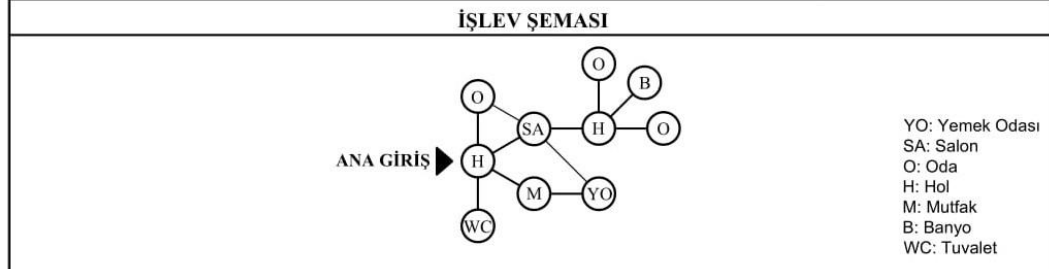 İŞLEV ŞEMASI
O
B
O
SA
H
O
ANA GİRİŞ
H
M
YO
WC
YO: Yemek Odası
SA: Salon
O: Oda
H: Hol
M: Mutfak
B: Banyo
WC: Tuvalet